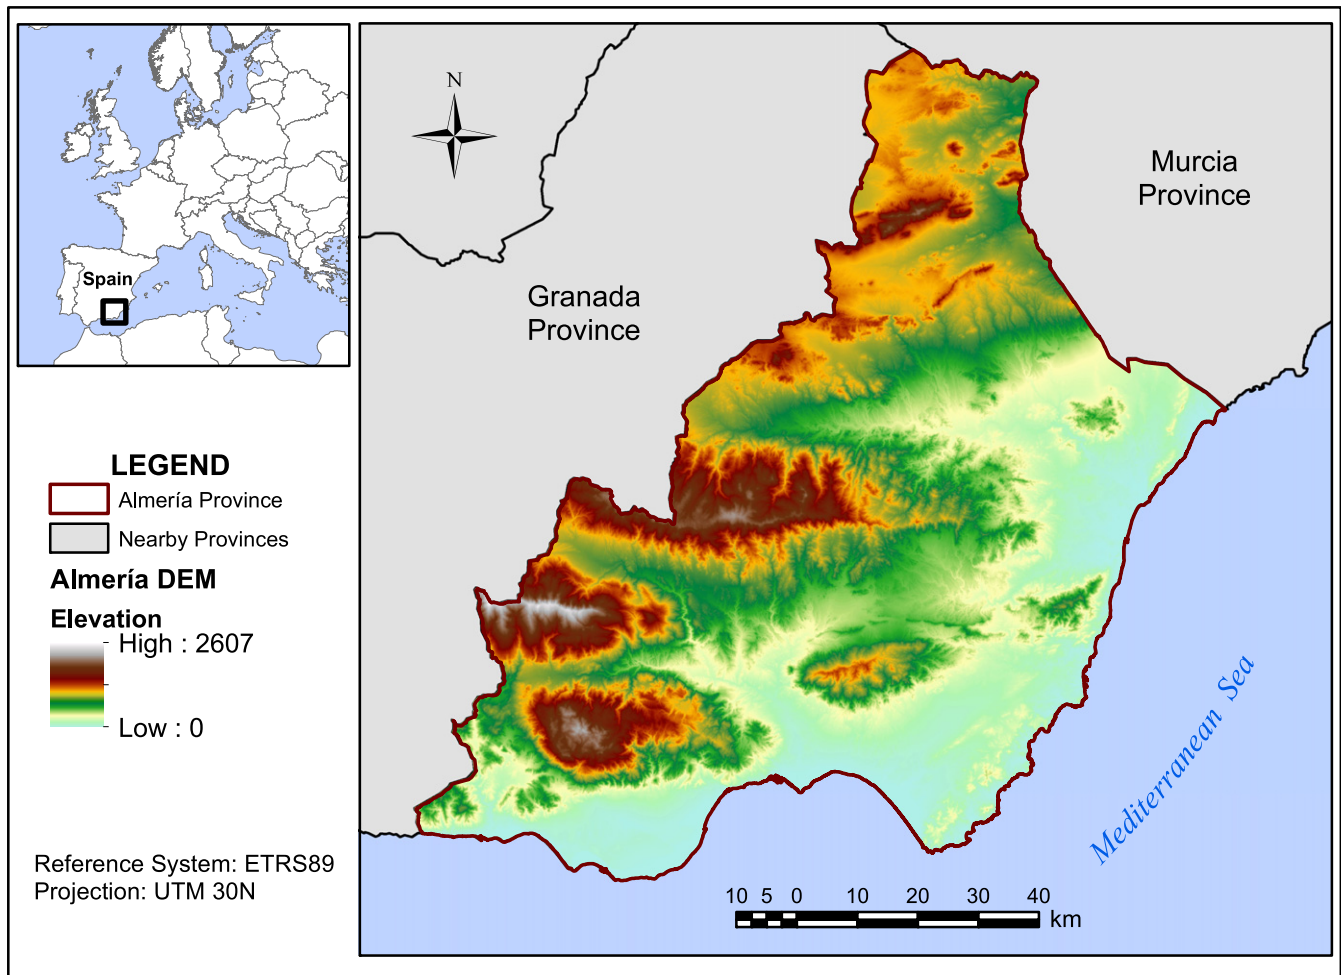 Spain
LEGEND
Almería Province
Nearby Provinces
Almería DEM
Elevation
High : 2607
Low : 0
Reference System: ETRS89
Projection: UTM 30N
N
Murcia
Province
Granada
Province
Mediterranean Sea
10 5 0 10 20 30 40
km